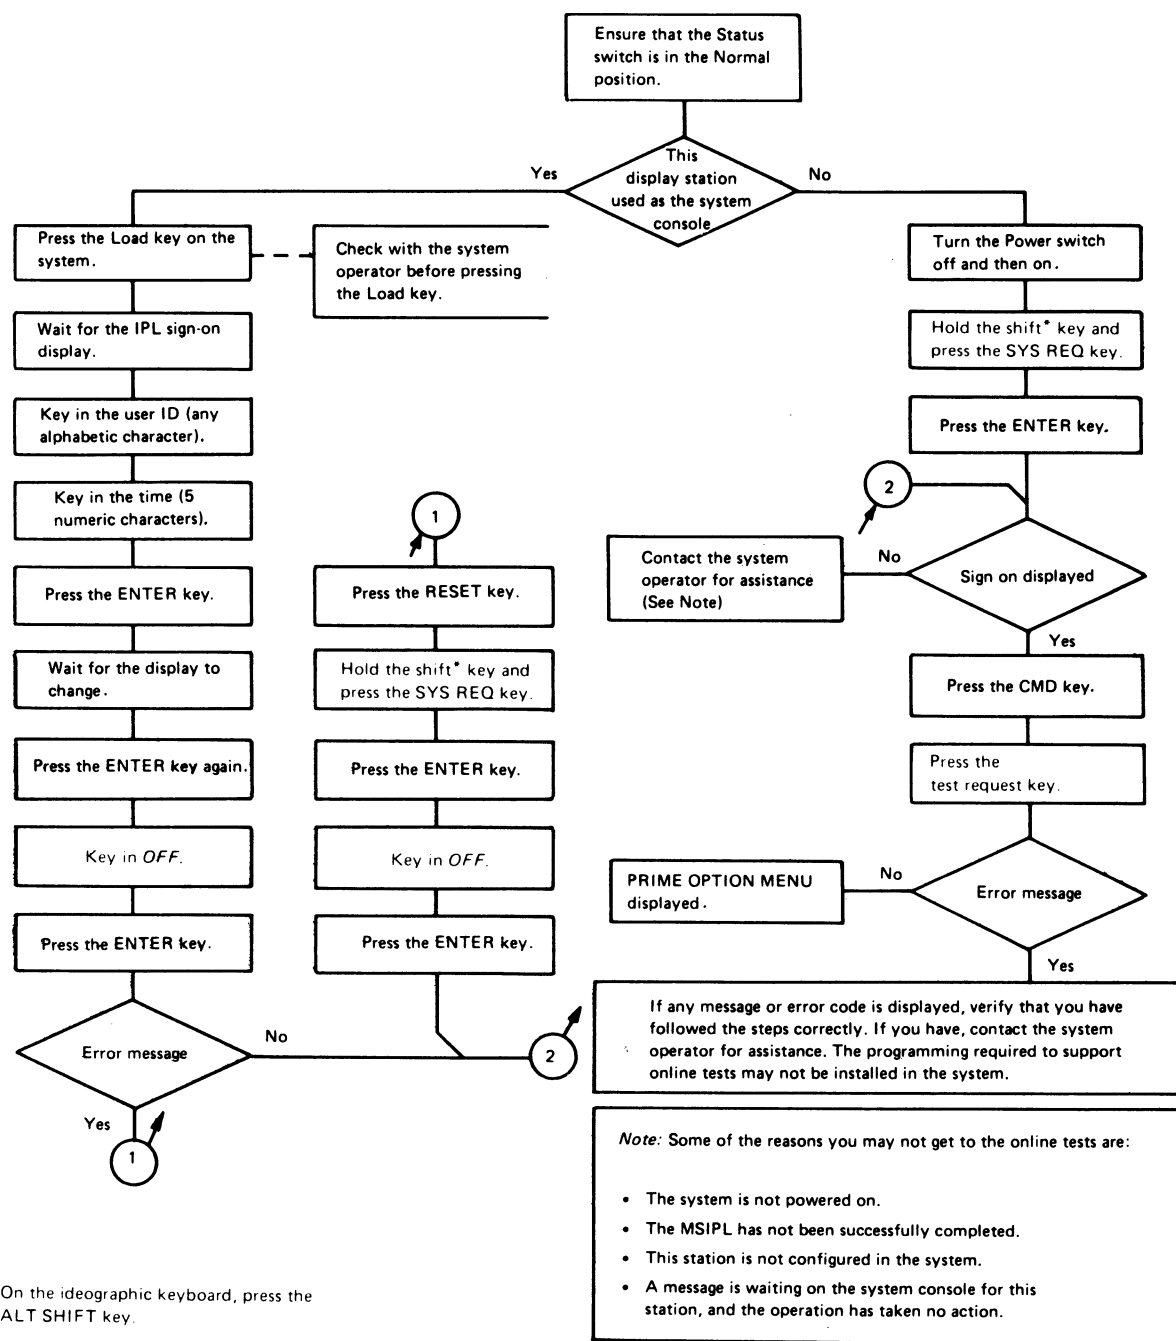 Ensure that the Status
switch is in the Normal
position.
This
display station
used as the system
console
Yes
No
Press the Load key on the
system.
Check with the system
operator before pressing
the Load key.
Wait for the IPL sign-on
display.
Key in the user ID (any
alphabetic character).
Key in the time (5
numeric characters).
Press the ENTER key.
Wait for the display to
change.
Press the ENTER key again.
Key in OFF.
Press the ENTER key.
Error message
No
Yes
1
1
Press the RESET key.
Hold the shift* key and
press the SYS REQ key.
Press the ENTER key.
Key in OFF.
Press the ENTER key.
2
Turn the Power switch
off and then on.
Hold the shift* key and
press the SYS REQ key.
Press the ENTER key.
2
Sign on displayed
No
Contact the system
operator for assistance
(See Note)
Yes
Press the CMD key.
Press the
test request key.
Error message
No
PRIME OPTION MENU
displayed.
Yes
If any message or error code is displayed, verify that you have
followed the steps correctly. If you have, contact the system
operator for assistance. The programming required to support
online tests may not be installed in the system.
Note: Some of the reasons you may not get to the online tests are:
• The system is not powered on.
• The MSIPL has not been successfully completed.
• This station is not configured in the system.
• A message is waiting on the system console for this
station, and the operation has taken no action.
On the ideographic keyboard, press the
ALT SHIFT key.